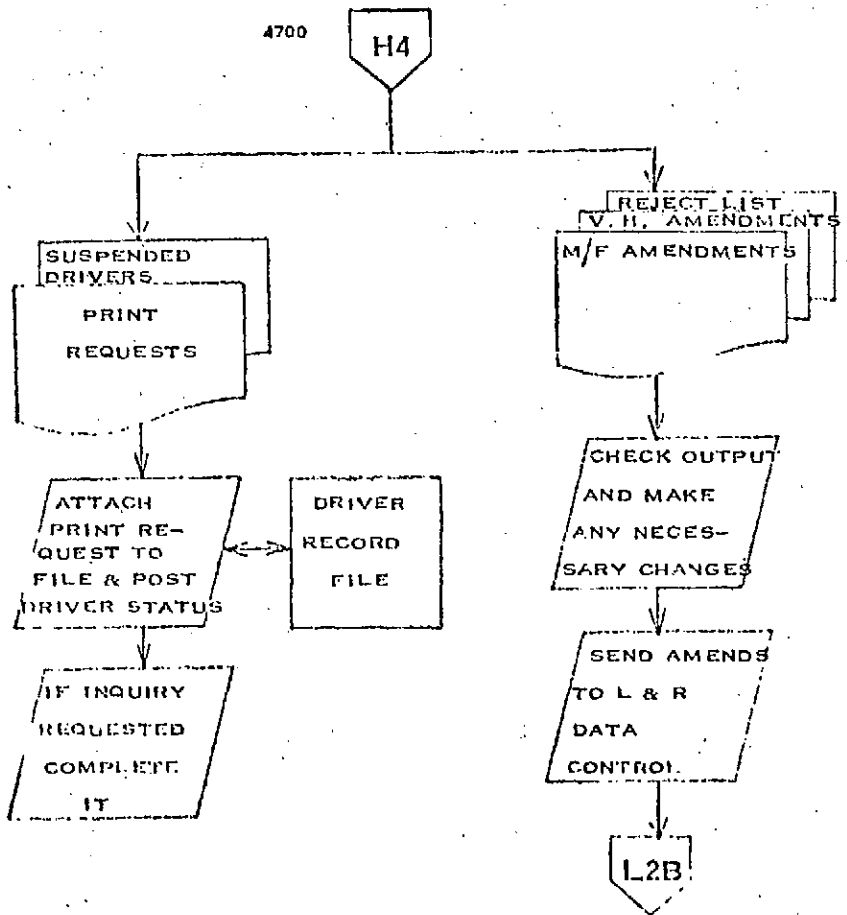 4700
H4
SUSPENDED
DRIVERS
PRINT
REQUESTS
REJECT LIST
V. H. AMENDMENTS
M/F AMENDMENTS
ATTACH
PRINT RE-
QUEST TO
FILE & POST
DRIVER STATUS
DRIVER
RECORD
FILE
IF INQUIRY
REQUESTED
COMPLETE
IT
CHECK OUTPUT
AND MAKE
ANY NECES-
SARY CHANGES
SEND AMENDS
TO L & R
DATA
CONTROL
L2B